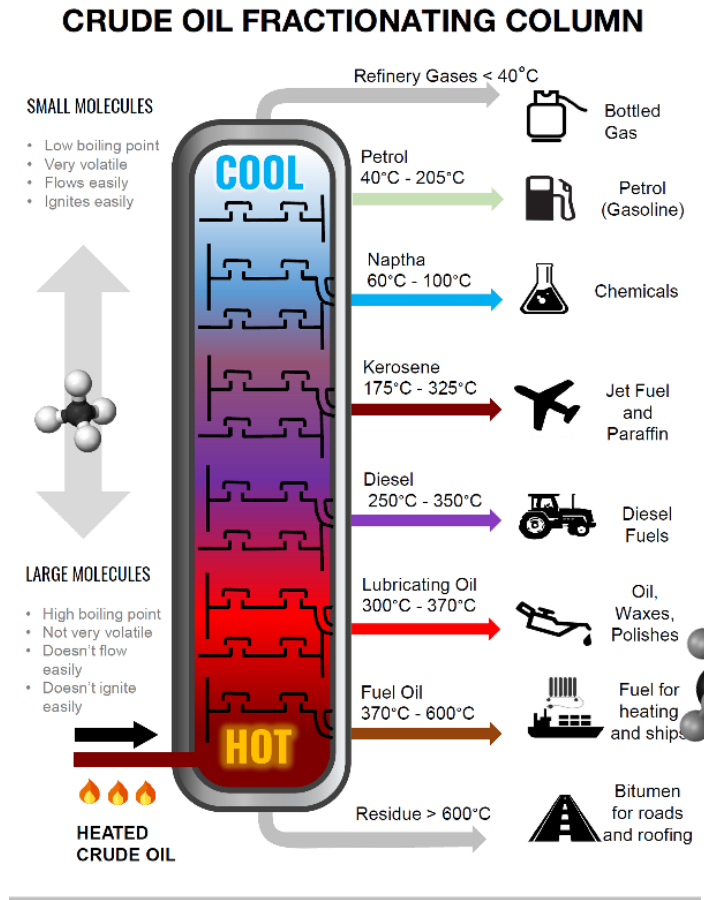 CRUDE OIL FRACTIONATING COLUMN
Refinery Gases < 40°C
Bottled
Gas
SMALL MOLECULES
• Low boiling point
• Very volatile
• Flows easily
• Ignites easily
COOL
Petrol
40°C - 205°C
Petrol
(Gasoline)
Naptha
60°C - 100°C
Chemicals
Kerosene
175°C - 325°C
Jet Fuel
and
Paraffin
Diesel
250°C - 350°C
Diesel
Fuels
LARGE MOLECULES
• High boiling point
• Not very volatile
• Doesn't flow
easily
• Doesn't ignite
easily
Lubricating Oil
300°C - 370°C
Oil,
Waxes,
Polishes
Fuel Oil
370°C - 600°C
Fuel for
heating
and ships
HOT
HEATED
CRUDE OIL
Residue > 600°C
Bitumen
for roads
and roofing